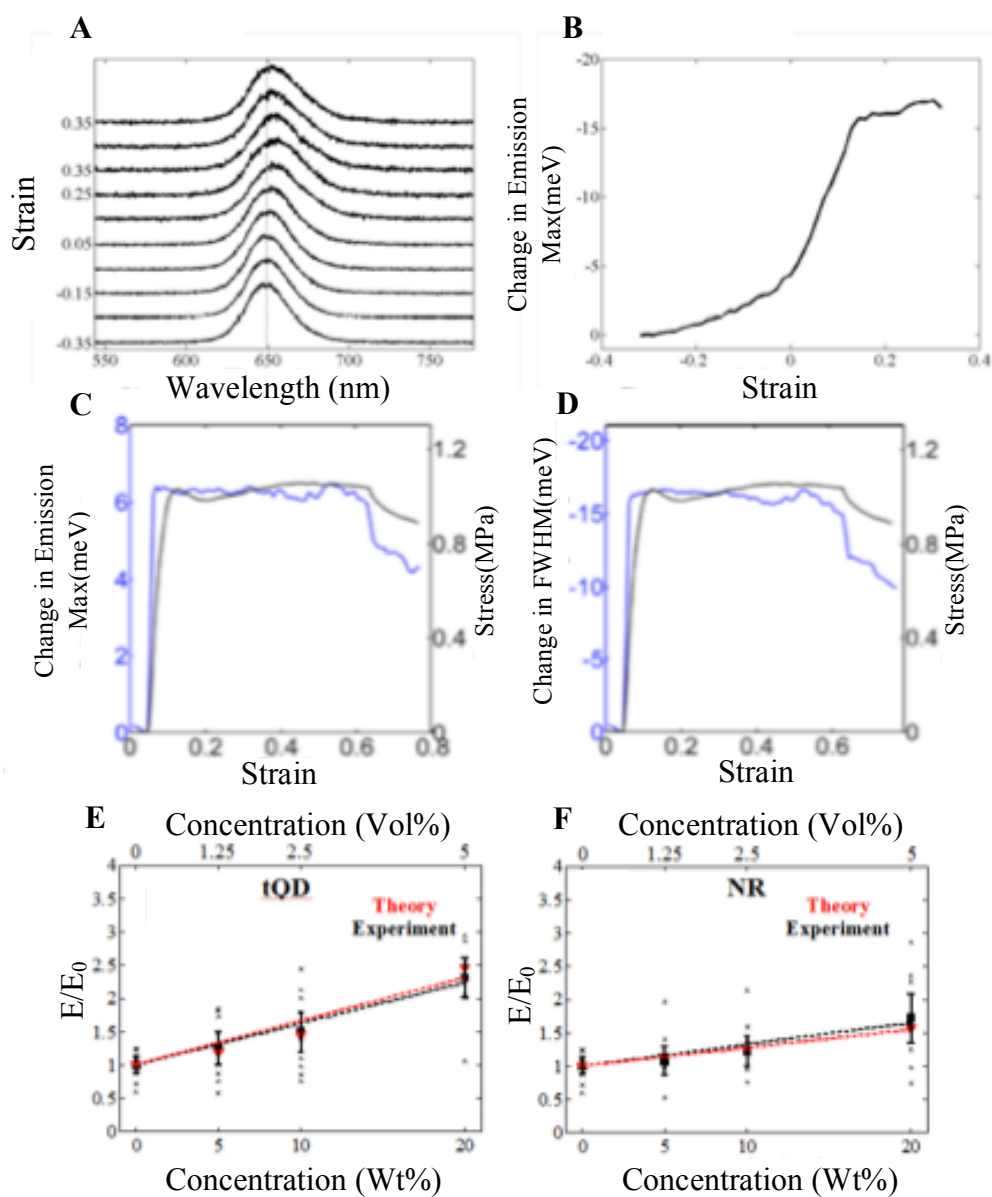 A
B
Strain
0.35
0.35
0.25
0.05
-0.15
-0.35
550 600 650 700 750
Wavelength (nm)
Change in Emission
Max(meV)
-20
-15
-10
-5
0
-0.4 -0.2 0 0.2 0.4
Strain
C
D
Change in Emission
Max(meV)
8
6
4
2
0
1.2
0.8
0.4
0
Stress(MPa)
0 0.2 0.4 0.6 0.8
Strain
Change in FWHM(meV)
-20
-15
-10
-5
0
1.2
0.8
0.4
0
Stress(MPa)
0 0.2 0.4 0.6
Strain
E
Concentration (Vol%)
0 1.25 2.5 5
tQD
Theory
Experiment
E/E0
4
3.5
3
2.5
2
1.5
1
0.5
0
0 5 10 20
Concentration (Wt%)
F
Concentration (Vol%)
0 1.25 2.5 5
NR
Theory
Experiment
E/E0
4
3.5
3
2.5
2
1.5
1
0.5
0
0 5 10 20
Concentration (Wt%)